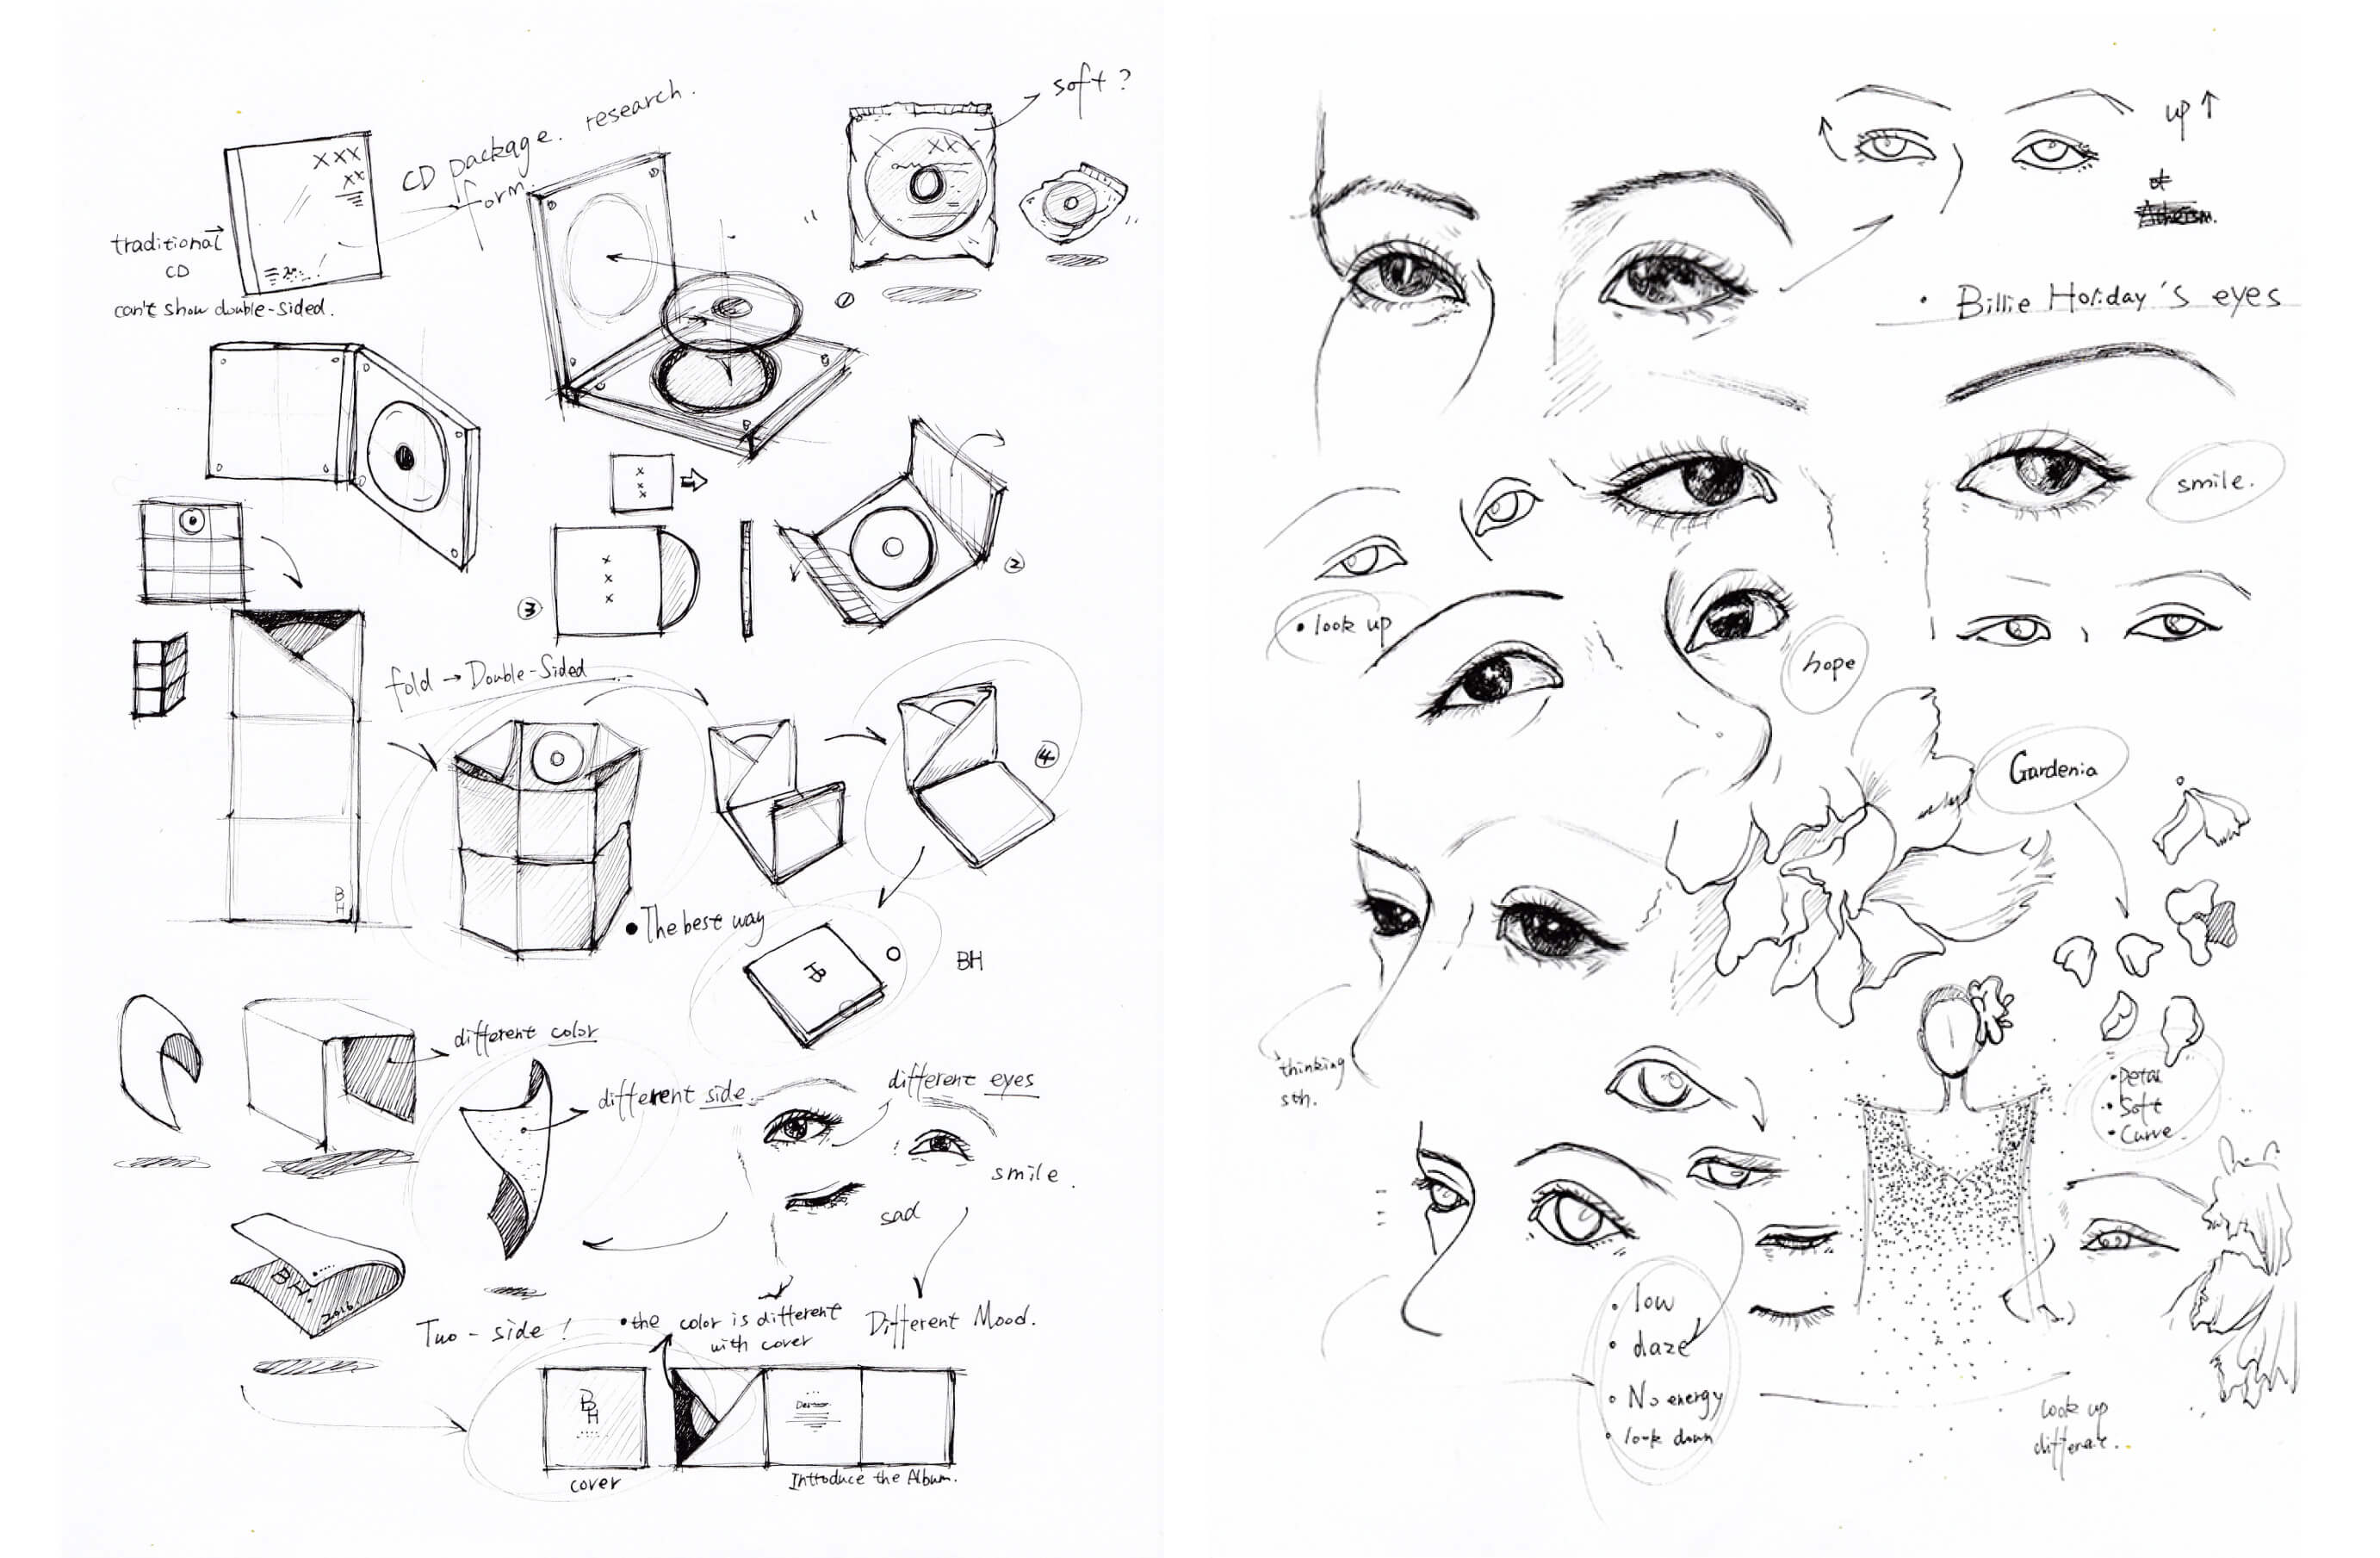 CD package. research.
form.
soft ?
XXX
XX
XX
traditional
CD
can't show double-sided.
①
x
x
x
②
③
x
x
x
fold → Double-Sided
④
B
H
• The best way
BH
BH
different color
different side
different eyes
smile.
sad
BH.
2016.
Two-side !
• the color is different
with cover
Different Mood.
B
H
cover
Introduce the Album.
up ↑
of
• Billie Holiday's eyes
smile.
• look up
hope
Gardenia
thinking
sth.
• Petal
• Soft
• Curve.
• low
• daze
• No energy
• look down
look up